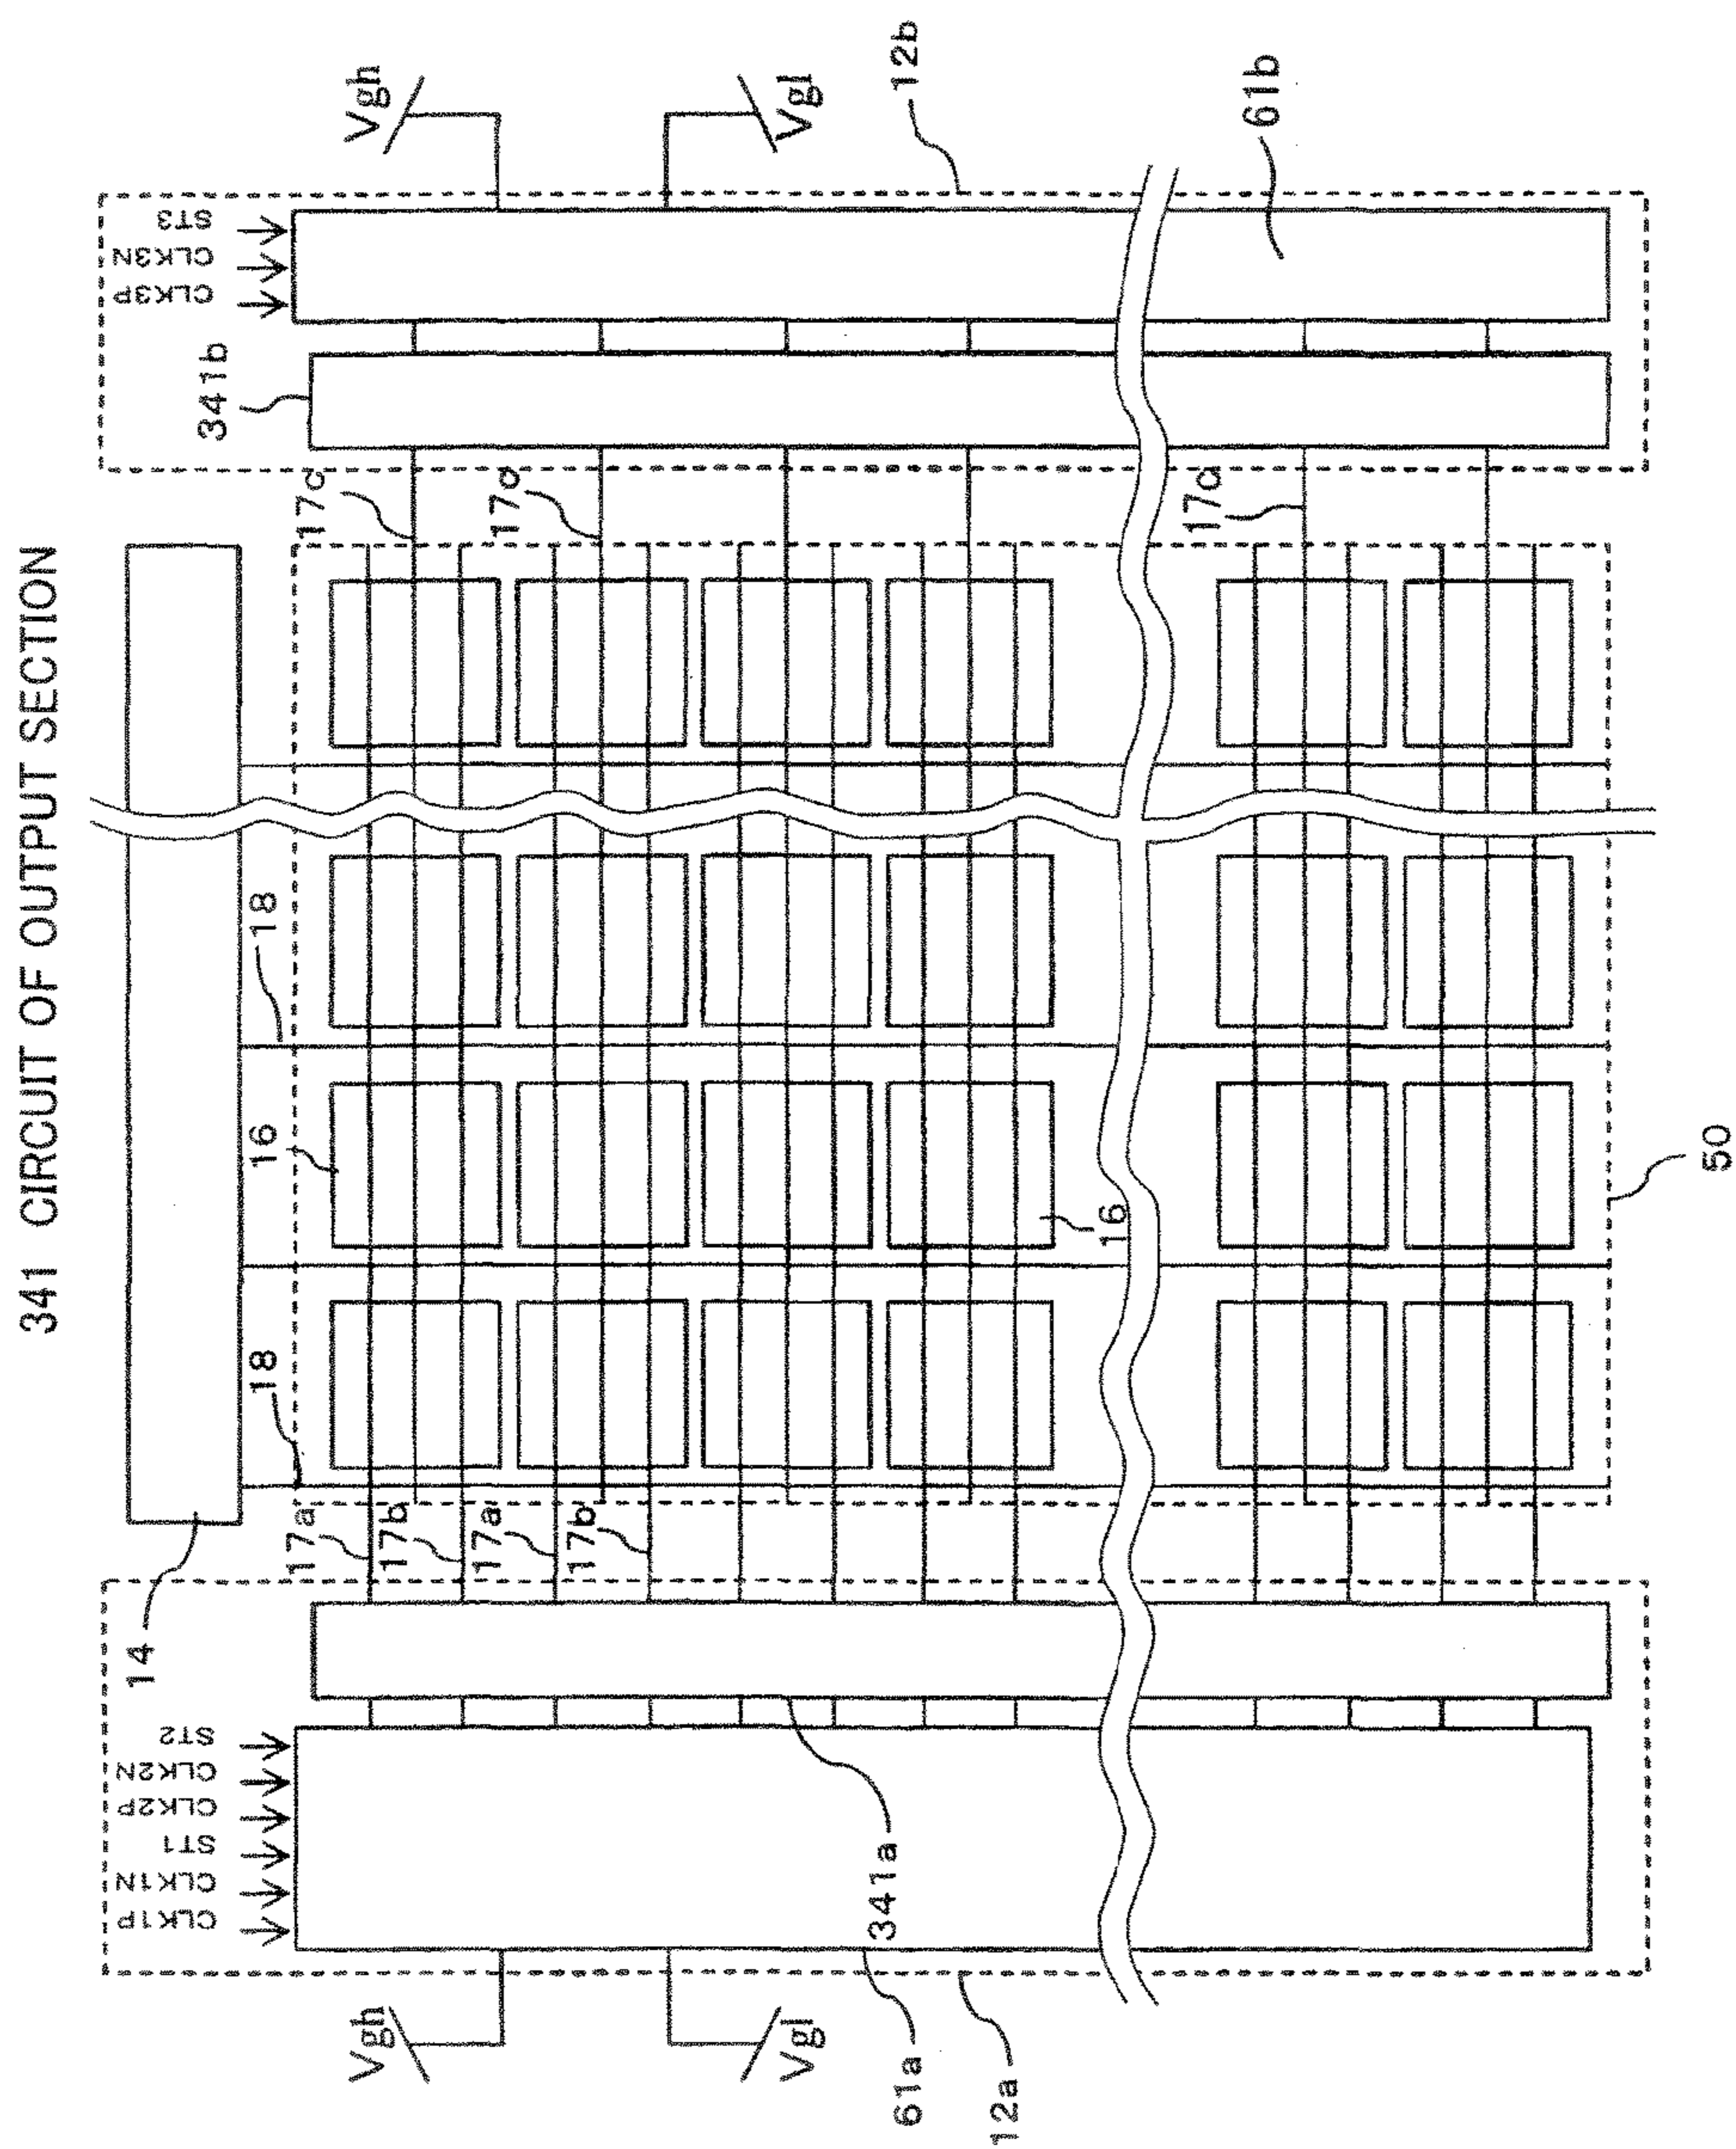 341 CIRCUIT OF OUTPUT SECTION
14
CLK1P
CLK1N
ST1
CLK2P
CLK2N
ST2
CLK3P
CLK3N
ST3
341b
18
16
18
17a
17c
Vgh
Vgh
17b
17a
17c
17b
Vgl
Vgl
341a
61a
12b
12a
16
17c
61b
50